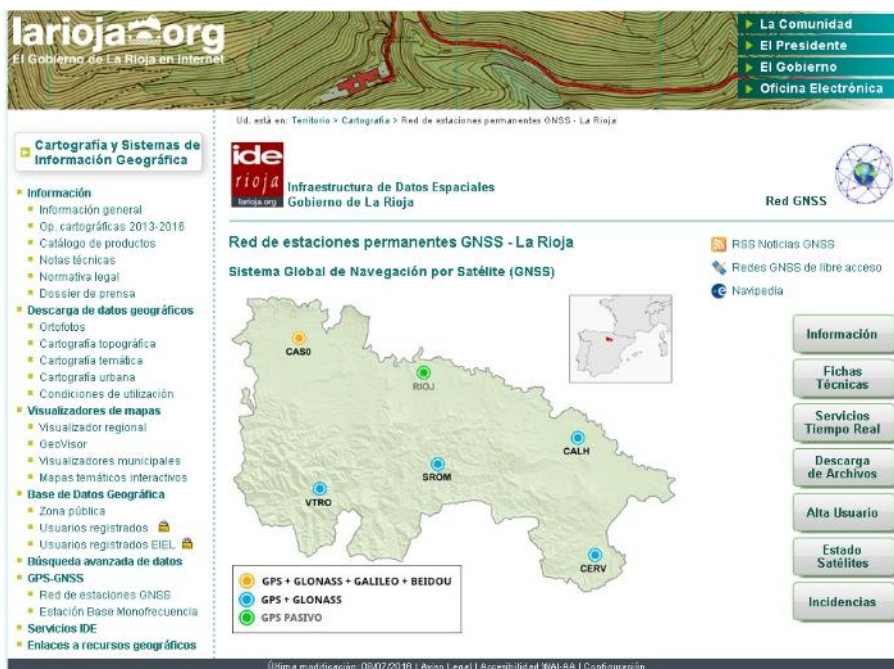 larioja.org
El Gobierno de La Rioja en Internet
La Comunidad
El Presidente
El Gobierno
Oficina Electrónica
Ud. está en: Territorio > Cartografía > Red de estaciones permanentes GNSS - La Rioja
Cartografía y Sistemas de
Información Geográfica
Información
Información general
Op. cartográficas 2013-2016
Catálogo de productos
Notas técnicas
Normativa legal
Dossier de prensa
Descarga de datos geográficos
Ortofotos
Cartografía topográfica
Cartografía temática
Cartografía urbana
Condiciones de utilización
Visualizadores de mapas
Visualizador regional
GeoVisor
Visualizadores municipales
Mapas temáticos interactivos
Base de Datos Geográfica
Zona pública
Usuarios registrados
Usuarios registrados EIEL
Búsqueda avanzada de datos
GPS-GNSS
Red de estaciones GNSS
Estación Base Monofrecuencia
Servicios IDE
Enlaces a recursos geográficos
ide
rioja
larioja.org
Infraestructura de Datos Espaciales
Gobierno de La Rioja
Red GNSS
Red de estaciones permanentes GNSS - La Rioja
Sistema Global de Navegación por Satélite (GNSS)
RSS Noticias GNSS
Redes GNSS de libre acceso
Navipedia
CAS0
RIOJ
CALH
SROM
VTRO
CERV
GPS + GLONASS + GALILEO + BEIDOU
GPS + GLONASS
GPS PASIVO
Información
Fichas
Técnicas
Servicios
Tiempo Real
Descarga
de Archivos
Alta Usuario
Estado
Satélites
Incidencias
Última modificación: 08/07/2016 | Aviso Legal | Accesibilidad WAI-AA | Configuración